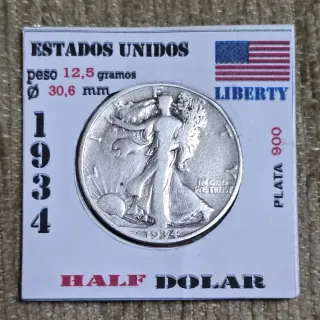 ESTADOS UNIDOS
peso 12,5 gramos
Ø 30,6 mm
LIBERTY
1934
PLATA 900
IN GOD
WE TRUST
1934
HALF DOLAR